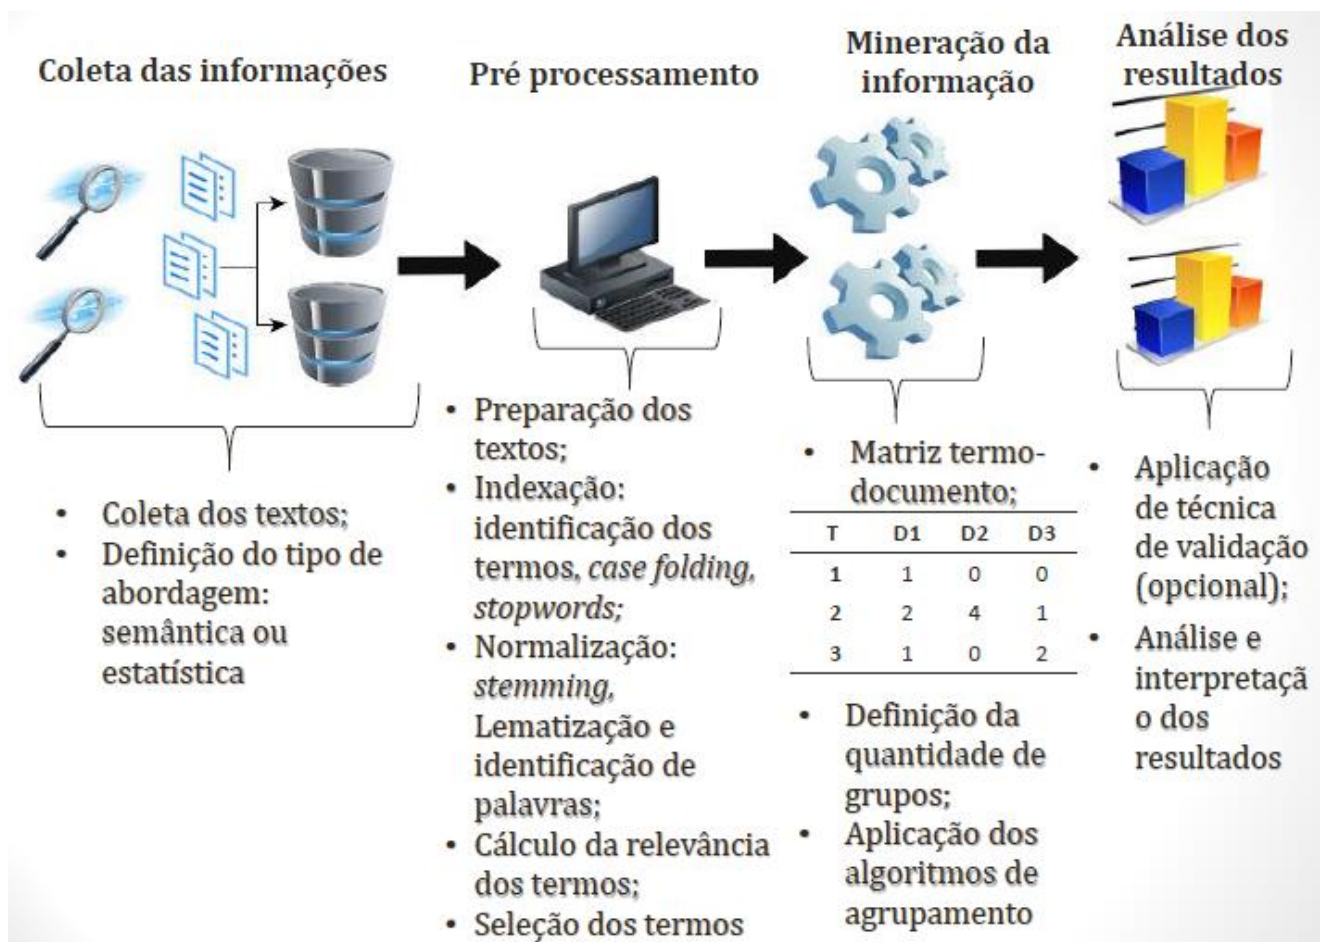 Coleta das informações
• Coleta dos textos;
• Definição do tipo de
abordagem:
semântica ou
estatística
Pré processamento
• Preparação dos
textos;
• Indexação:
identificação dos
termos, case folding,
stopwords;
• Normalização:
stemming,
Lematização e
identificação de
palavras;
• Cálculo da relevância
dos termos;
• Seleção dos termos
Mineração da
informação
• Matriz termo-
documento;
T D1 D2 D3
1 1 0 0
2 2 4 1
3 1 0 2
• Definição da
quantidade de
grupos;
• Aplicação dos
algoritmos de
agrupamento
Análise dos
resultados
• Aplicação
de técnica
de validação
(opcional);
• Análise e
interpretaçã
o dos
resultados